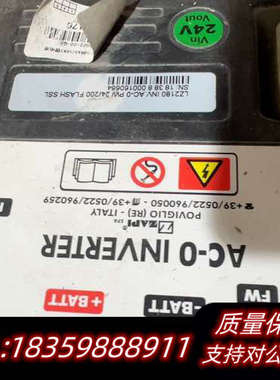 Vin
Vout
24V
LZ2180 INV AC-0 PW 24/200 FLASH SSL
SN: 18 38 8 000160684
☎+39/0522/960050 - +39/0522/960259
POVIGLIO (RE) - ITALY
ZAPI spa
AC-0 INVERTER
+BATT
-BATT
FW
质量保
:18359888911
支持对公